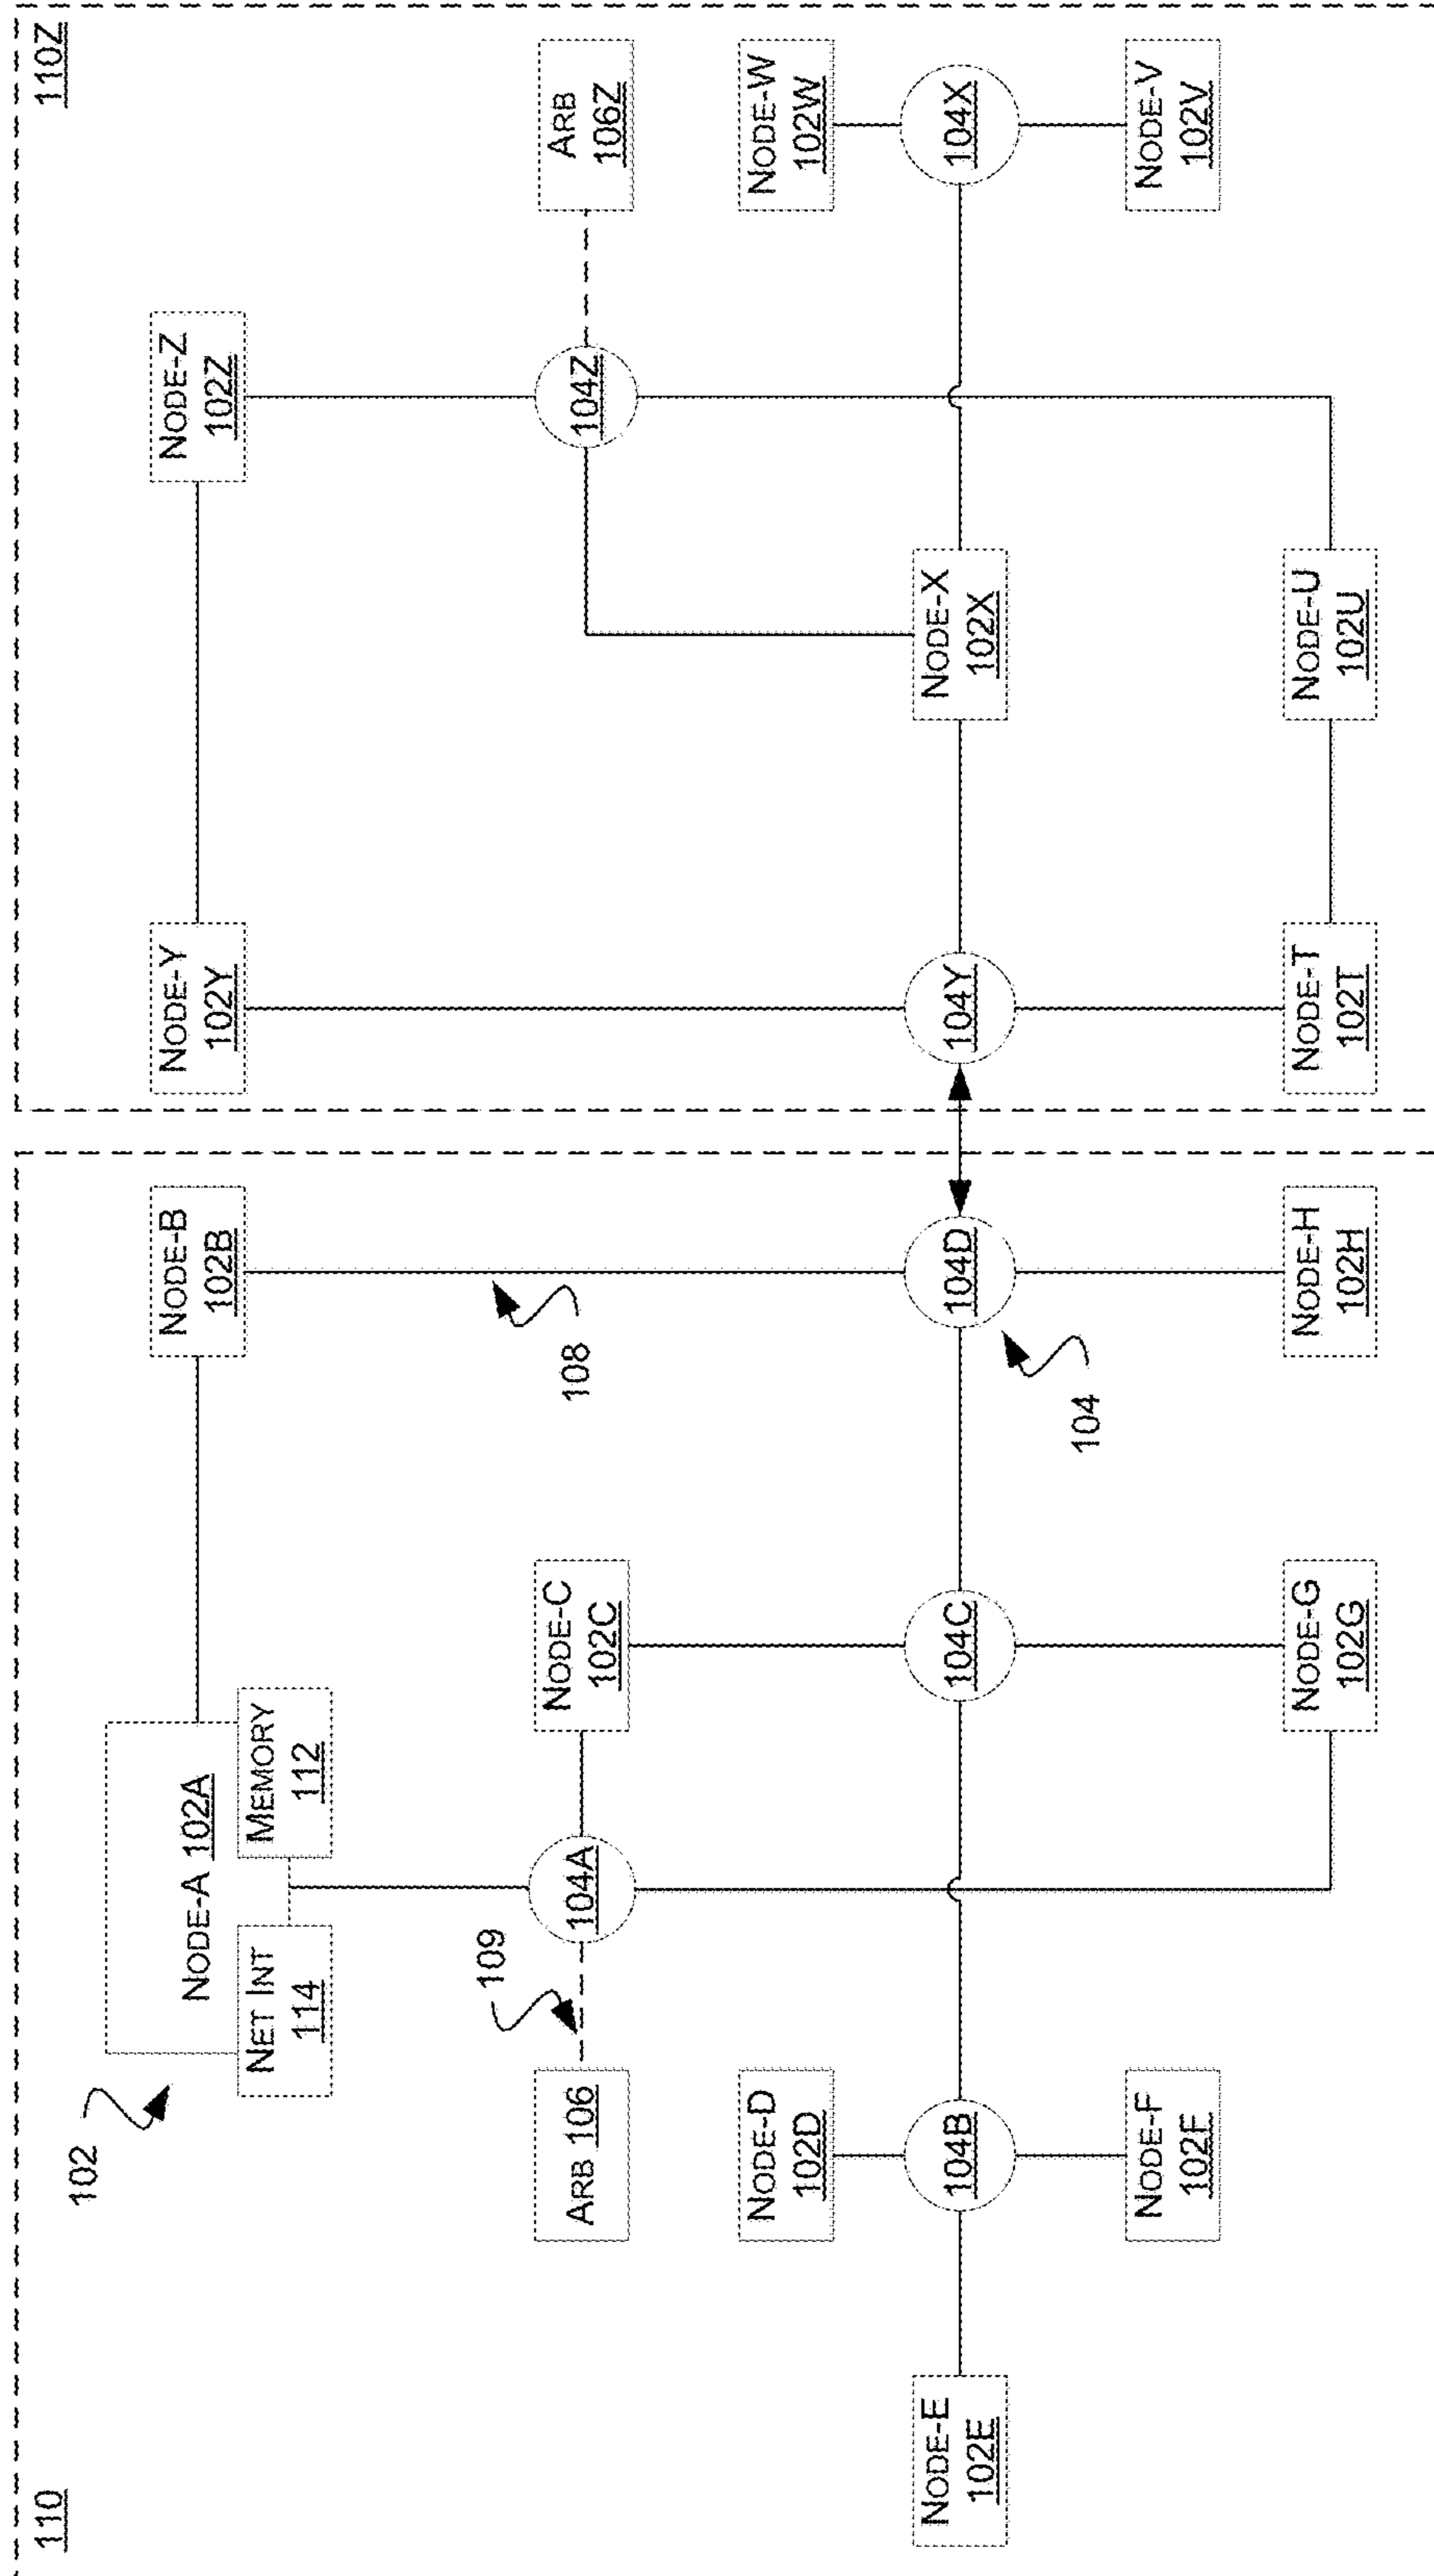 110
102
NODE-A 102A
NET INT
114
MEMORY
112
NODE-B
102B
NODE-Y
102Y
NODE-Z
102Z
110Z
ARB 106
109
104A
NODE-C
102C
108
104Z
ARB
106Z
NODE-D
102D
NODE-W
102W
NODE-E
102E
104B
104C
104D
104Y
NODE-X
102X
104X
104
NODE-F
102F
NODE-V
102V
NODE-G
102G
NODE-H
102H
NODE-T
102T
NODE-U
102U